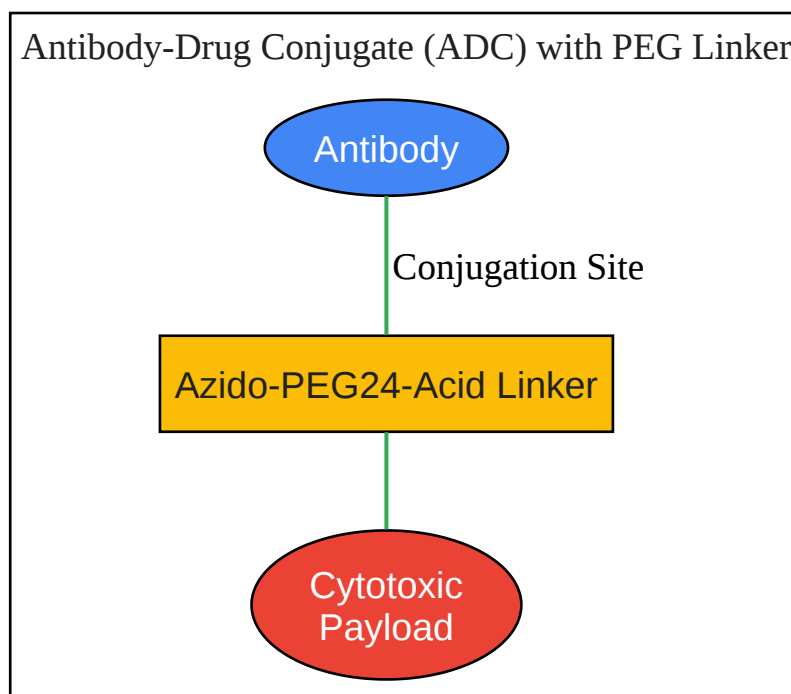 Antibody-Drug Conjugate (ADC) with PEG Linker
Antibody
Conjugation Site
Azido-PEG24-Acid Linker
Cytotoxic
Payload